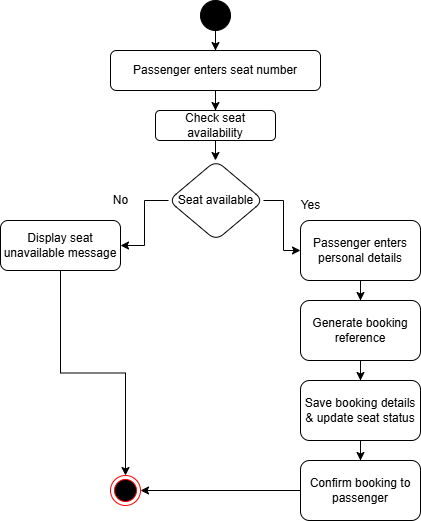 Passenger enters seat number
Check seat
availability
Seat available
No
Yes
Display seat
unavailable message
Passenger enters
personal details
Generate booking
reference
Save booking details
& update seat status
Confirm booking to
passenger